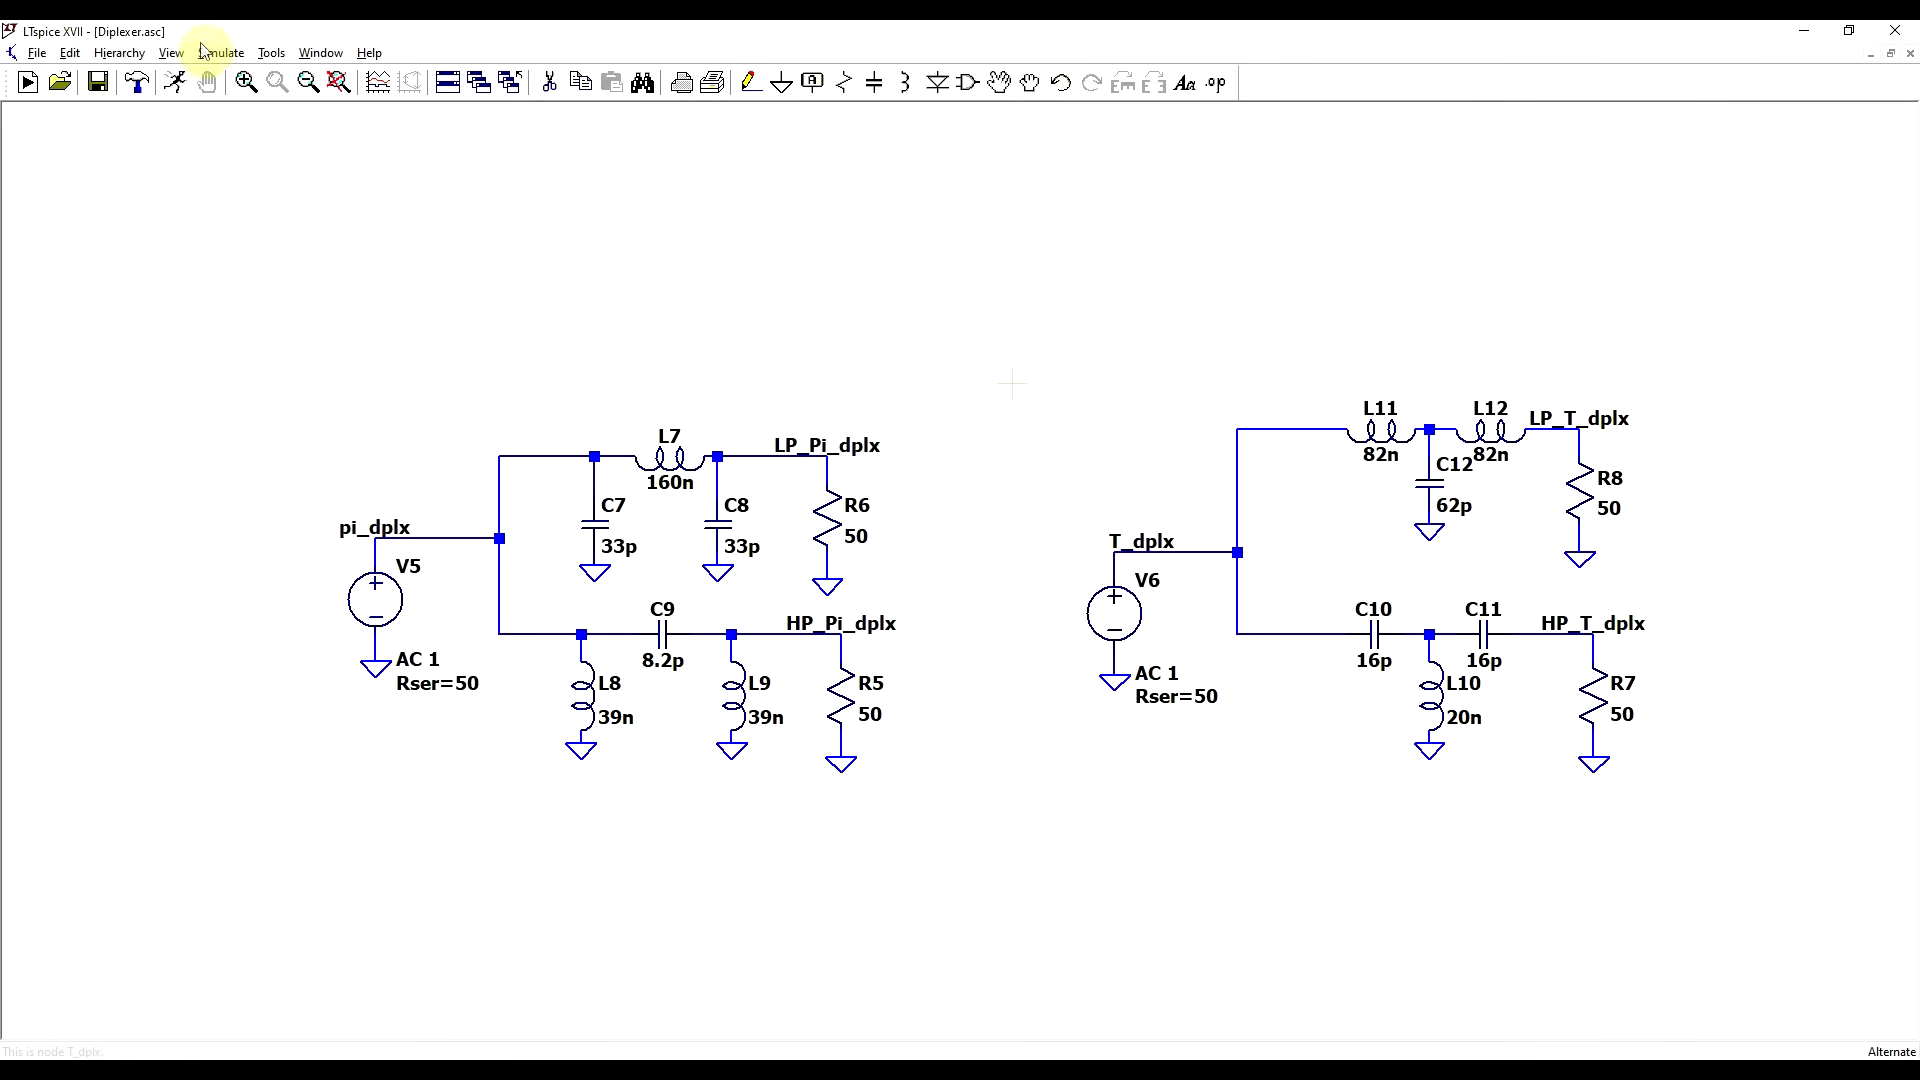 LTspice XVII - [Diplexer.asc]
File Edit Hierarchy View Simulate Tools Window Help
.op
L7
LP_Pi_dplx
160n
C7
33p
C8
33p
R6
50
pi_dplx
V5
AC 1
Rser=50
C9
8.2p
HP_Pi_dplx
L8
39n
L9
39n
R5
50
L11
82n
L12
82n
LP_T_dplx
C12
62p
R8
50
T_dplx
V6
AC 1
Rser=50
C10
16p
C11
16p
HP_T_dplx
L10
20n
R7
50
This is node T_dplx.
Alternate